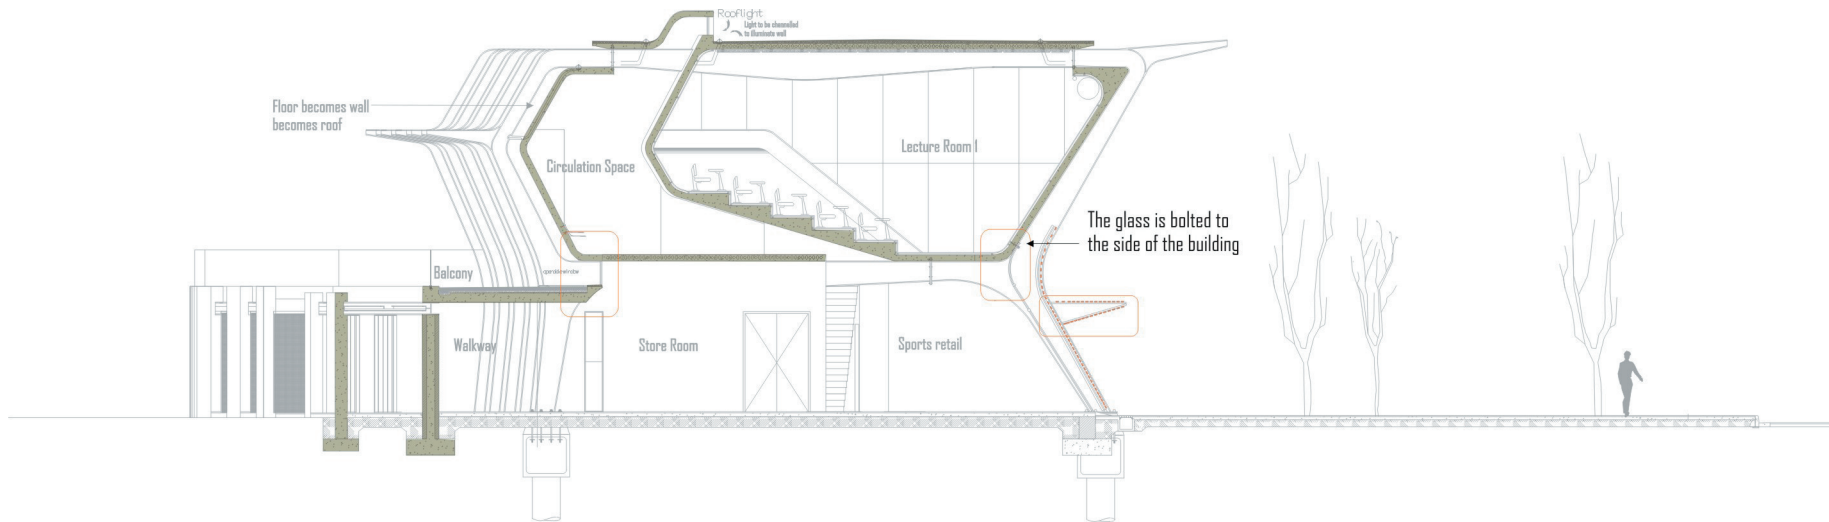 Rooflight
Light to be channelled
to illuminate wall
Floor becomes wall
becomes roof
Lecture Room 1
Circulation Space
The glass is bolted to
the side of the building
Balcony
Walkway
Store Room
Sports retail